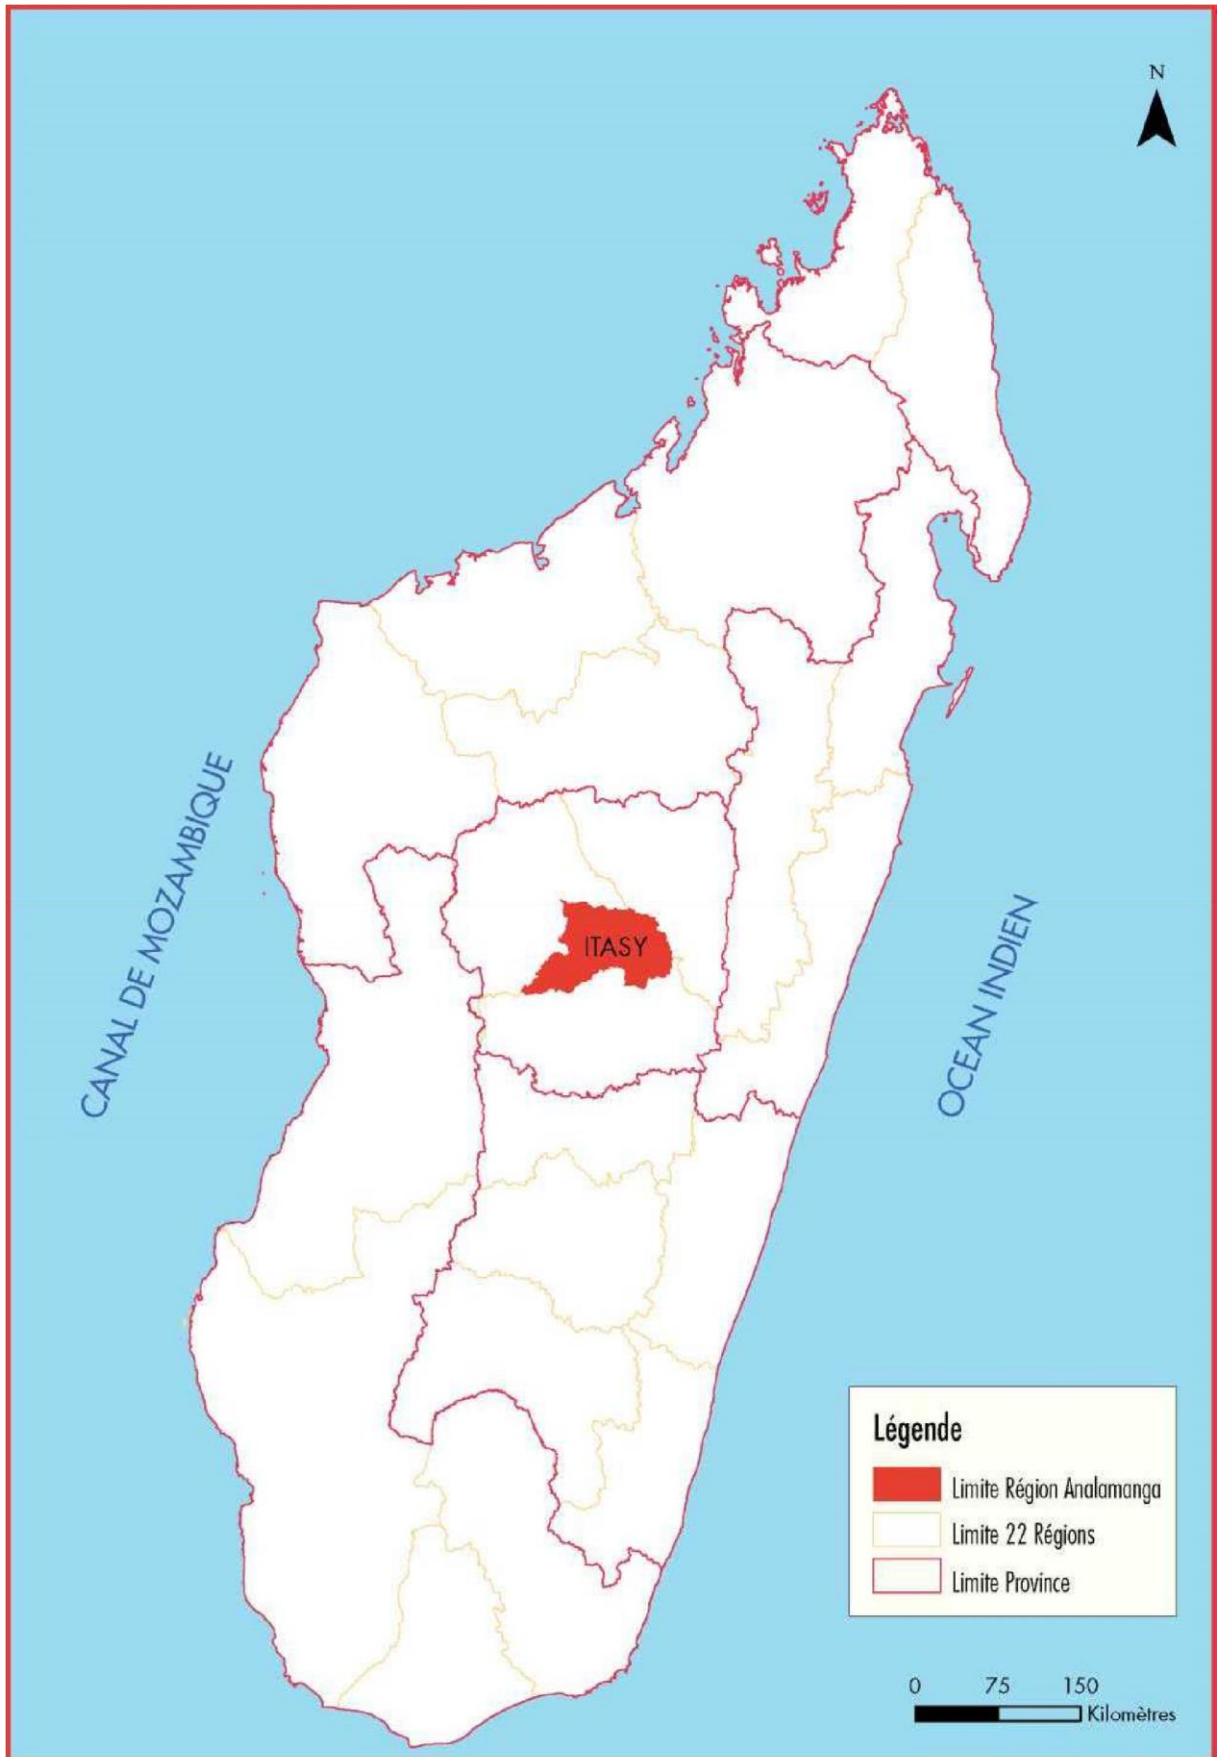 N
CANAL DE MOZAMBIQUE
ITASY
OCEAN INDIEN
Légende
Limite Région Analamanga
Limite 22 Régions
Limite Province
0 75 150
Kilomètres